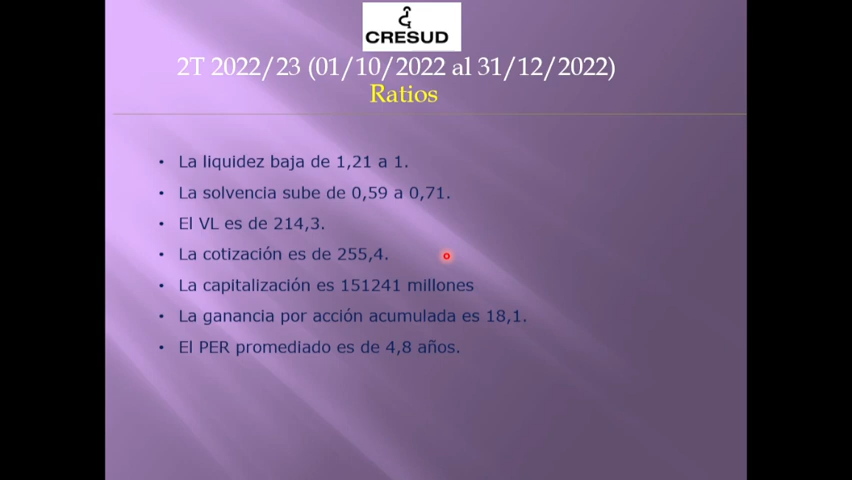 CRESUD
2T 2022/23 (01/10/2022 al 31/12/2022)
Ratios
• La liquidez baja de 1,21 a 1.
• La solvencia sube de 0,59 a 0,71.
• El VL es de 214,3.
• La cotización es de 255,4.
• La capitalización es 151241 millones
• La ganancia por acción acumulada es 18,1.
• El PER promediado es de 4,8 años.